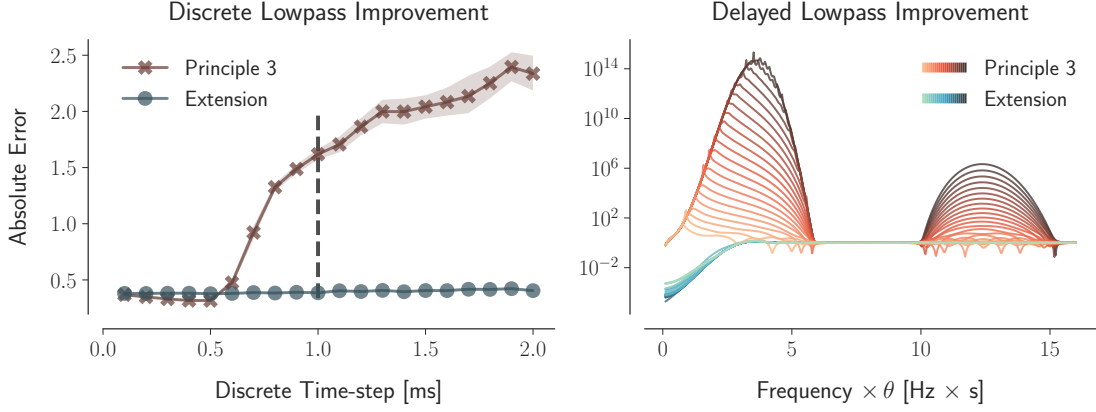 Discrete Lowpass Improvement
Absolute Error
2.5
2.0
1.5
1.0
0.5
Principle 3
Extension
0.0 0.5 1.0 1.5 2.0
Discrete Time-step [ms]
Delayed Lowpass Improvement
10^14
10^10
10^6
10^2
10^−2
Principle 3
Extension
0 5 10 15
Frequency × θ [Hz × s]